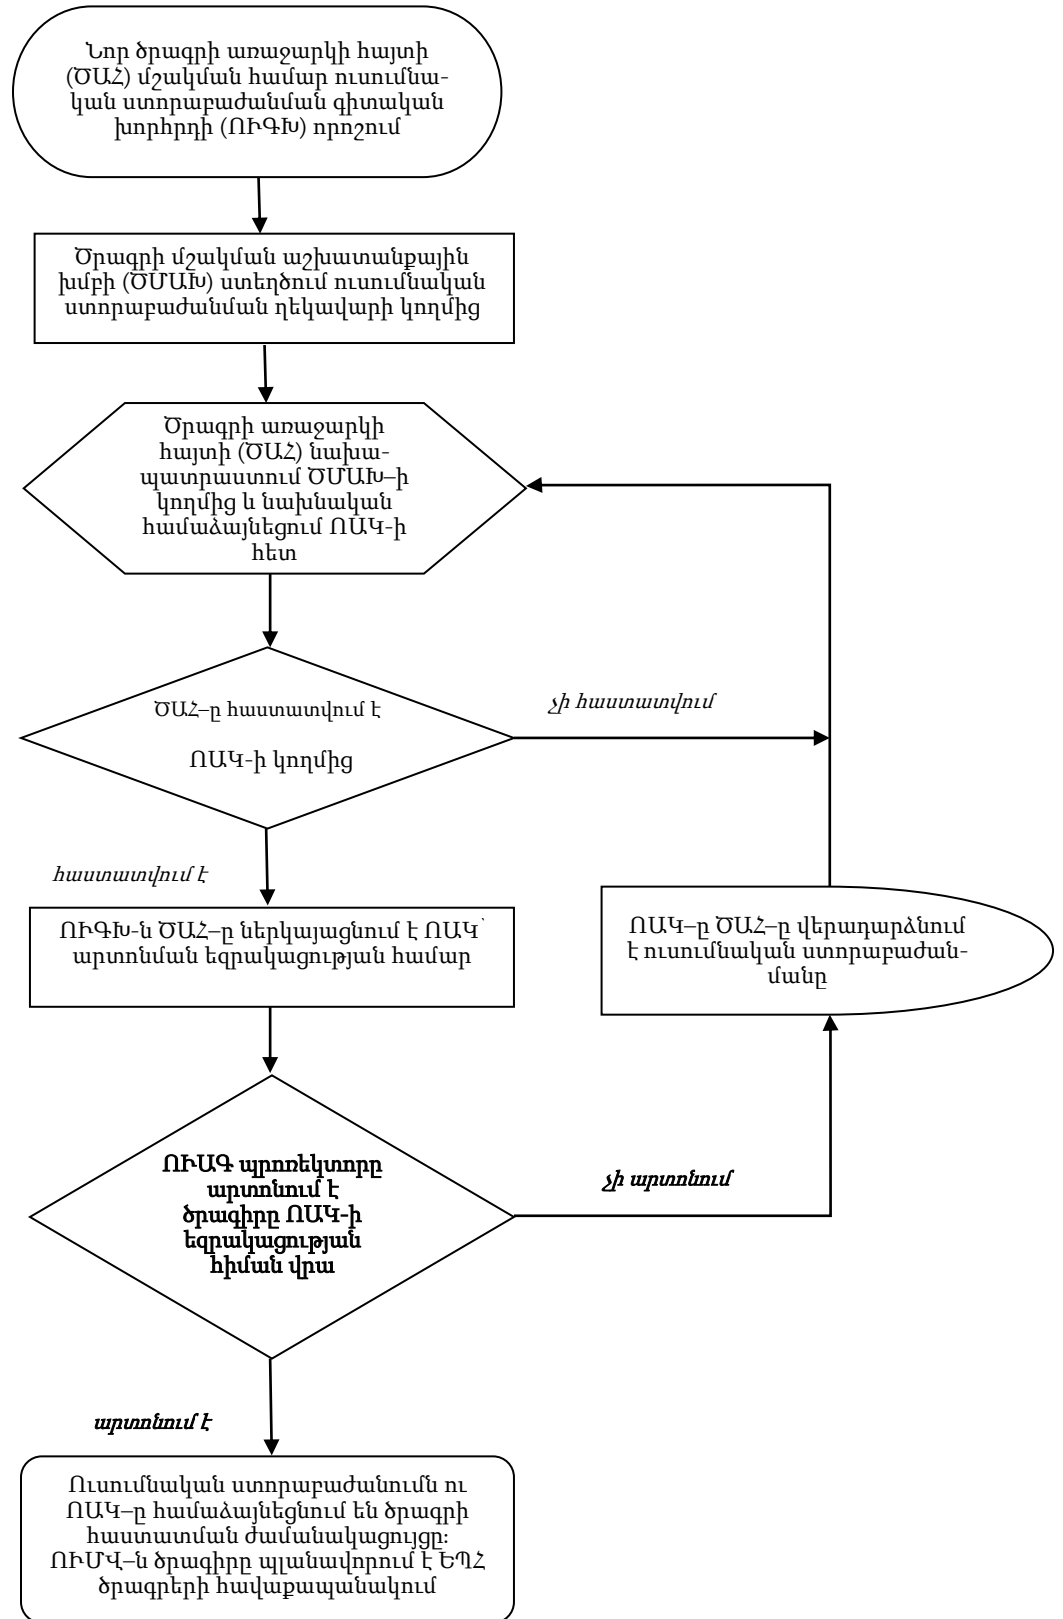 Նոր ծրագրի առաջարկի հայտի
(ԾԱՀ) մշակման համար ուսումնա-
կան ստորաբաժանման գիտական
խորհրդի (ՈՒԳԽ) որոշում
Ծրագրի մշակման աշխատանքային
խմբի (ԾՄԱԽ) ստեղծում ուսումնական
ստորաբաժանման ղեկավարի կողմից
Ծրագրի առաջարկի
հայտի (ԾԱՀ) նախա-
պատրաստում ԾՄԱԽ–ի
կողմից և նախնական
համաձայնեցում ՈԱԿ-ի
հետ
ԾԱՀ–ը հաստատվում է
ՈԱԿ-ի կողմից
չի հաստատվում
հաստատվում է
ՈՒԳԽ-ն ԾԱՀ–ը ներկայացնում է ՈԱԿ՝
արտոնման եզրակացության համար
ՈԱԿ–ը ԾԱՀ–ը վերադարձնում
է ուսումնական ստորաբաժան-
մանը
ՈՒԱԳ պրոռեկտորը
արտոնում է
ծրագիրը ՈԱԿ-ի
եզրակացության
հիման վրա
չի արտոնում
արտոնում է
Ուսումնական ստորաբաժանումն ու
ՈԱԿ–ը համաձայնեցնում են ծրագրի
հաստատման ժամանակացույցը։
ՈՒՄՎ–ն ծրագիրը պլանավորում է ԵՊՀ
ծրագրերի հավաքապանակում